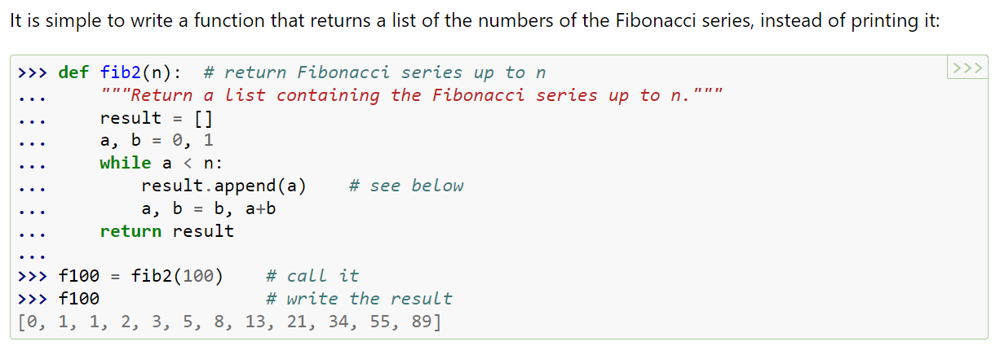 It is simple to write a function that returns a list of the numbers of the Fibonacci series, instead of printing it:
>>>
>>> def fib2(n):  # return Fibonacci series up to n
...     """Return a list containing the Fibonacci series up to n."""
...     result = []
...     a, b = 0, 1
...     while a < n:
...         result.append(a)    # see below
...         a, b = b, a+b
...     return result
...
>>> f100 = fib2(100)    # call it
>>> f100                # write the result
[0, 1, 1, 2, 3, 5, 8, 13, 21, 34, 55, 89]